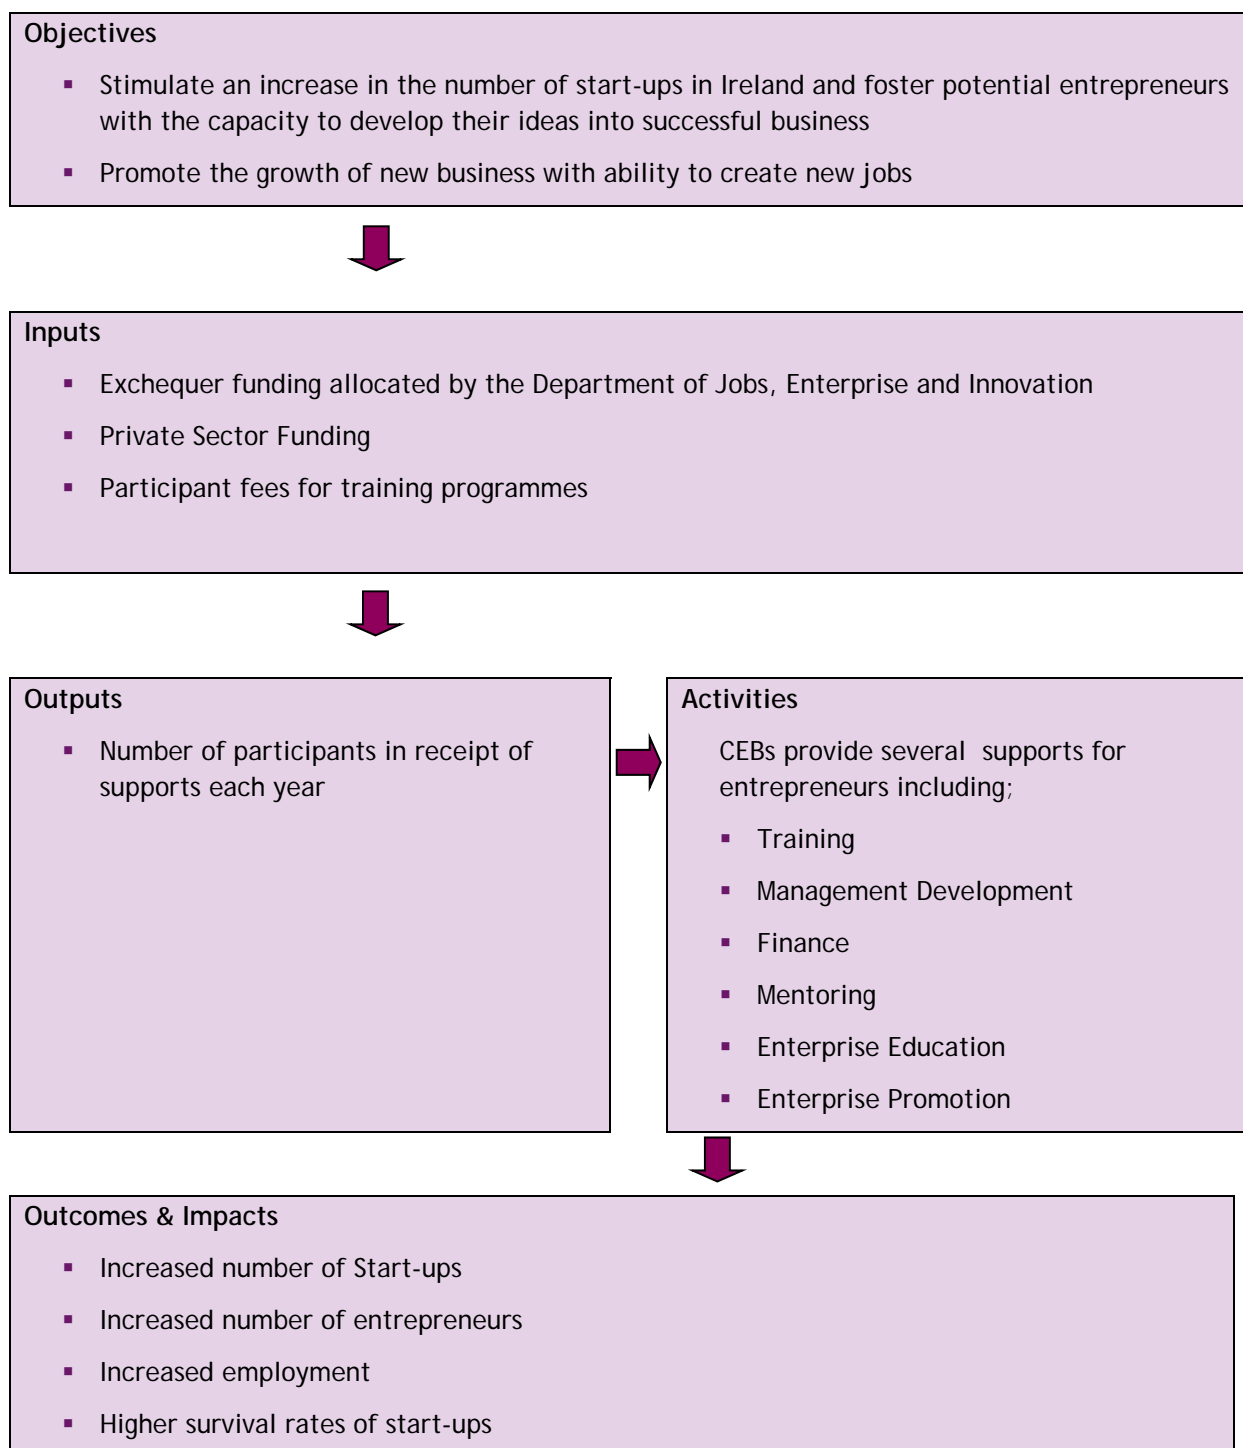 Objectives
▪ Stimulate an increase in the number of start-ups in Ireland and foster potential entrepreneurs
with the capacity to develop their ideas into successful business
▪ Promote the growth of new business with ability to create new jobs
Inputs
▪ Exchequer funding allocated by the Department of Jobs, Enterprise and Innovation
▪ Private Sector Funding
▪ Participant fees for training programmes
Outputs
▪ Number of participants in receipt of
supports each year
Activities
CEBs provide several  supports for
entrepreneurs including;
▪ Training
▪ Management Development
▪ Finance
▪ Mentoring
▪ Enterprise Education
▪ Enterprise Promotion
Outcomes & Impacts
▪ Increased number of Start-ups
▪ Increased number of entrepreneurs
▪ Increased employment
▪ Higher survival rates of start-ups